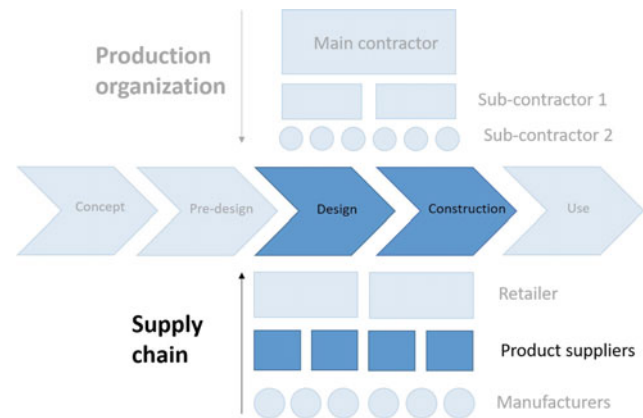 Main contractor
Production
organization
Sub-contractor 1
Sub-contractor 2
Concept
Pre-design
Design
Construction
Use
Retailer
Supply
chain
Product suppliers
Manufacturers